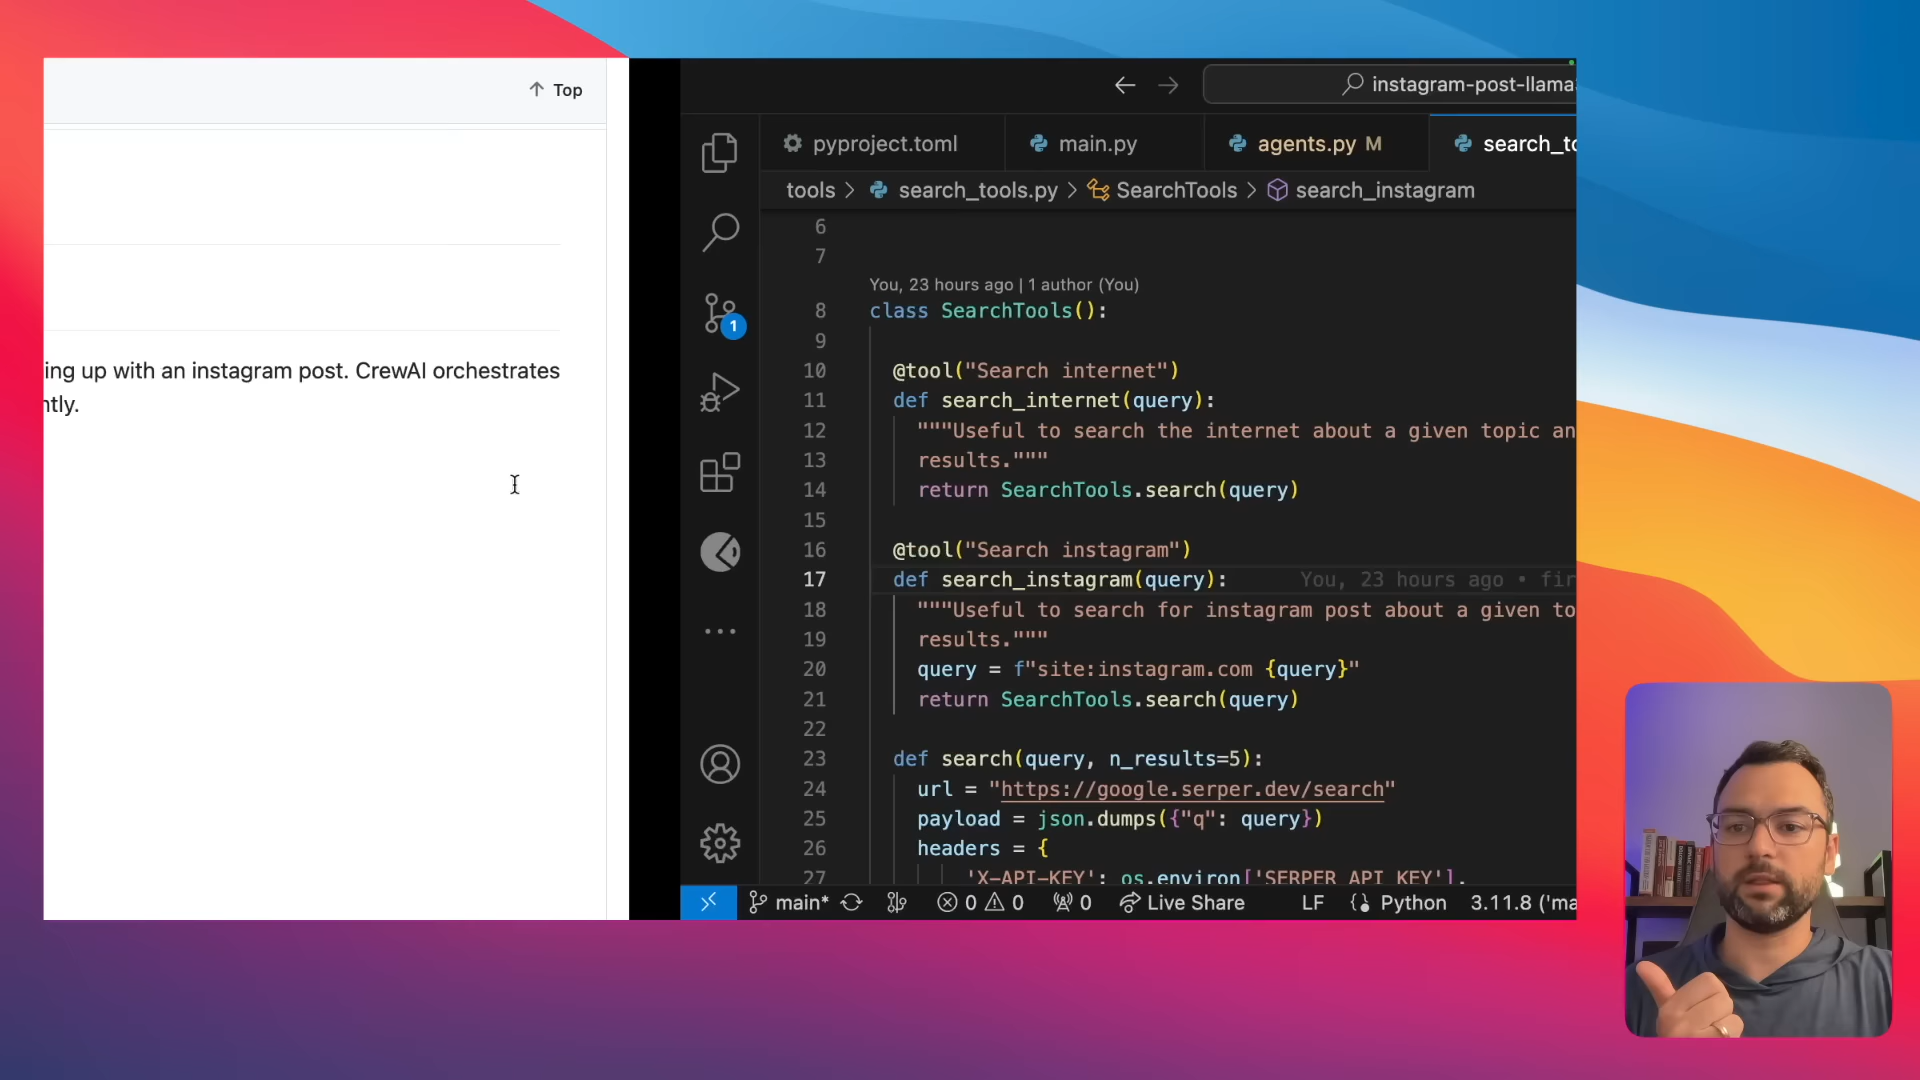 ↑ Top
ing up with an instagram post. CrewAI orchestrates
ntly.
instagram-post-llama
pyproject.toml
main.py
agents.py M
search_to
tools > search_tools.py > SearchTools > search_instagram
6
7
You, 23 hours ago | 1 author (You)
8 class SearchTools():
9
10 @tool("Search internet")
11 def search_internet(query):
12 """Useful to search the internet about a given topic an
13 results."""
14 return SearchTools.search(query)
15
16 @tool("Search instagram")
17 def search_instagram(query): You, 23 hours ago • fir
18 """Useful to search for instagram post about a given to
19 results."""
20 query = f"site:instagram.com {query}"
21 return SearchTools.search(query)
22
23 def search(query, n_results=5):
24 url = "https://google.serper.dev/search"
25 payload = json.dumps({"q": query})
26 headers = {
27 'X-API-KEY': os.environ['SERPER_API_KEY'],
1
main* 0 0 0 Live Share LF Python 3.11.8 ('ma